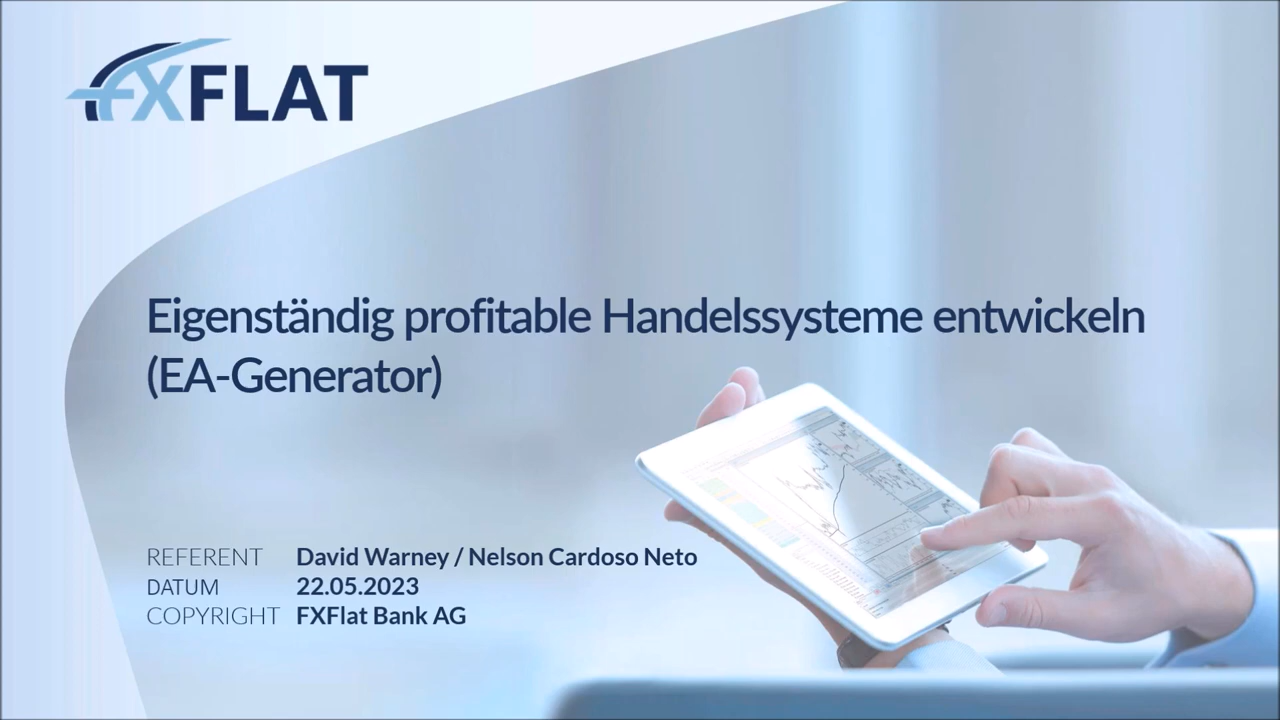 FXFLAT
Eigenständig profitable Handelssysteme entwickeln
(EA-Generator)
REFERENT David Warney / Nelson Cardoso Neto
DATUM 22.05.2023
COPYRIGHT FXFlat Bank AG